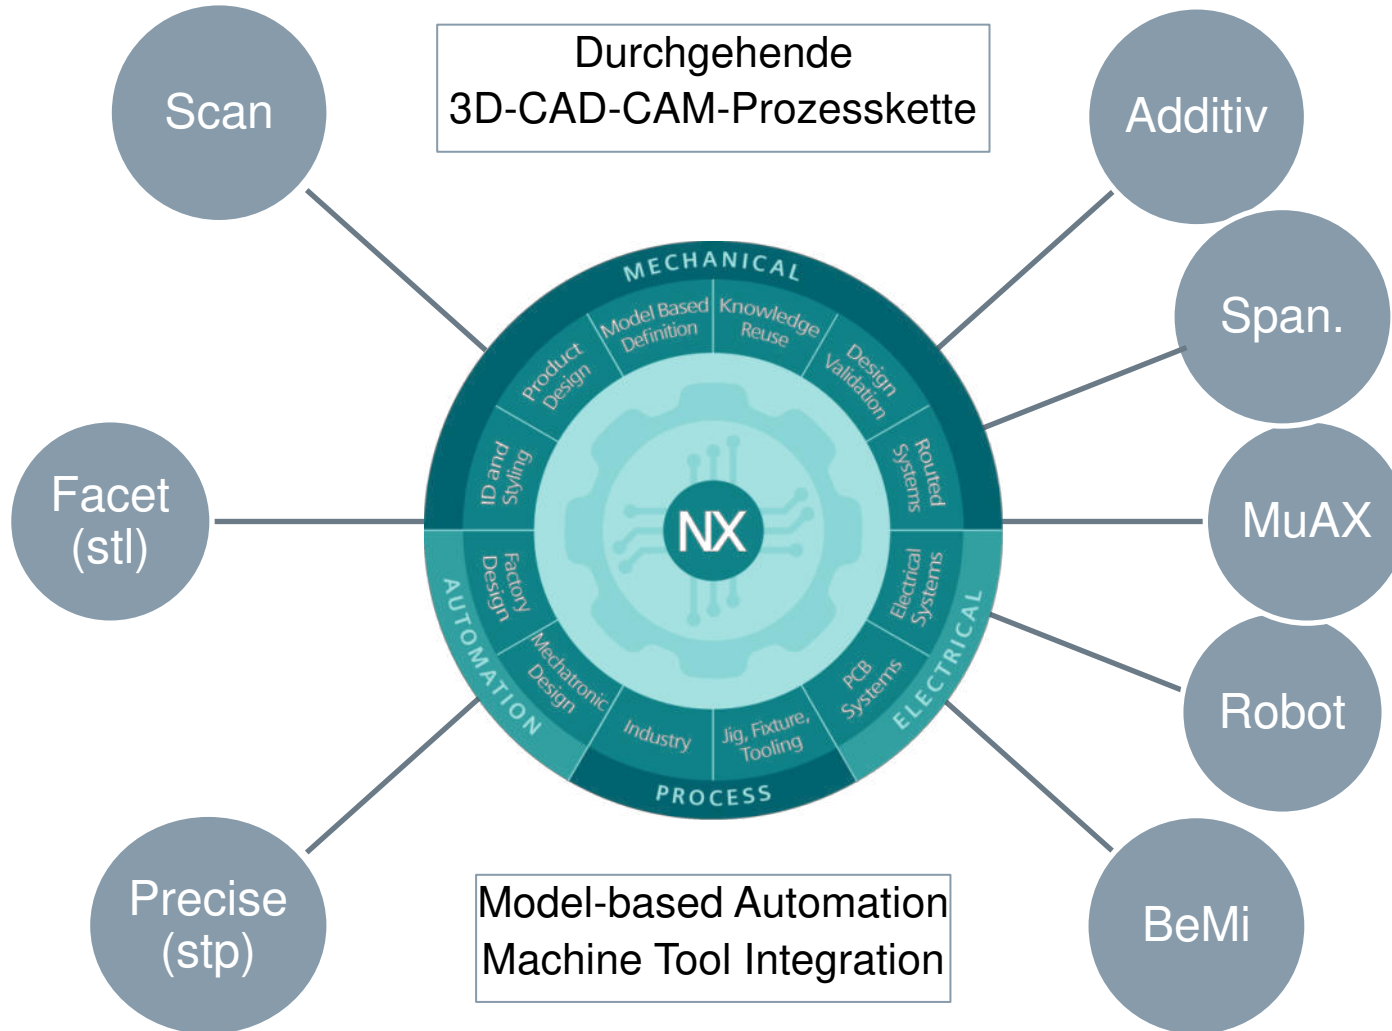 Durchgehende
3D-CAD-CAM-Prozesskette
Scan
Facet
(stl)
Precise
(stp)
MECHANICAL
ID and
Styling
Product
Design
Model Based
Definition
Knowledge
Reuse
Design
Validation
Routed
Systems
ELECTRICAL
Electrical
Systems
PCB
Systems
PROCESS
Jig, Fixture,
Tooling
Industry
AUTOMATION
Mechatronic
Design
Factory
Design
NX
Additiv
Span.
MuAX
Robot
BeMi
Model-based Automation
Machine Tool Integration